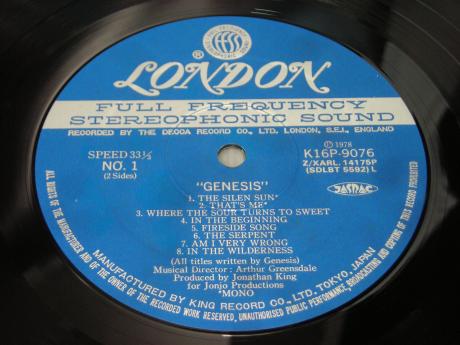 LONDON
®
FULL FREQUENCY
STEREOPHONIC SOUND
RECORDED BY THE DECCA RECORD CO., LTD. LONDON, S.E.I., ENGLAND
SPEED 33⅓
NO. 1
(2 Sides)
Ⓟ 1978
K16P-9076
Z/XARL. 14175P
(SDLBT 5592) L
JASRAC
"GENESIS"
1. THE SILEN SUN*
2. THAT'S ME*
3. WHERE THE SOUR TURNS TO SWEET
4. IN THE BEGINNING
5. FIRESIDE SONG
6. THE SERPENT
7. AM I VERY WRONG
8. IN THE WILDERNESS
(All titles written by Genesis)
Musical Director : Arthur Greensdale
Produced by Jonathan King
for Jonjo Productions
*MONO
ALL RIGHTS OF THE MANUFACTURER AND OF THE OWNER OF THE RECORDED WORK RESERVED, UNAUTHORISED PUBLIC PERFORMANCE, BROADCASTING AND COPYING OF THIS RECORD PROHIBITED
MANUFACTURED BY KING RECORD CO., LTD. TOKYO, JAPAN